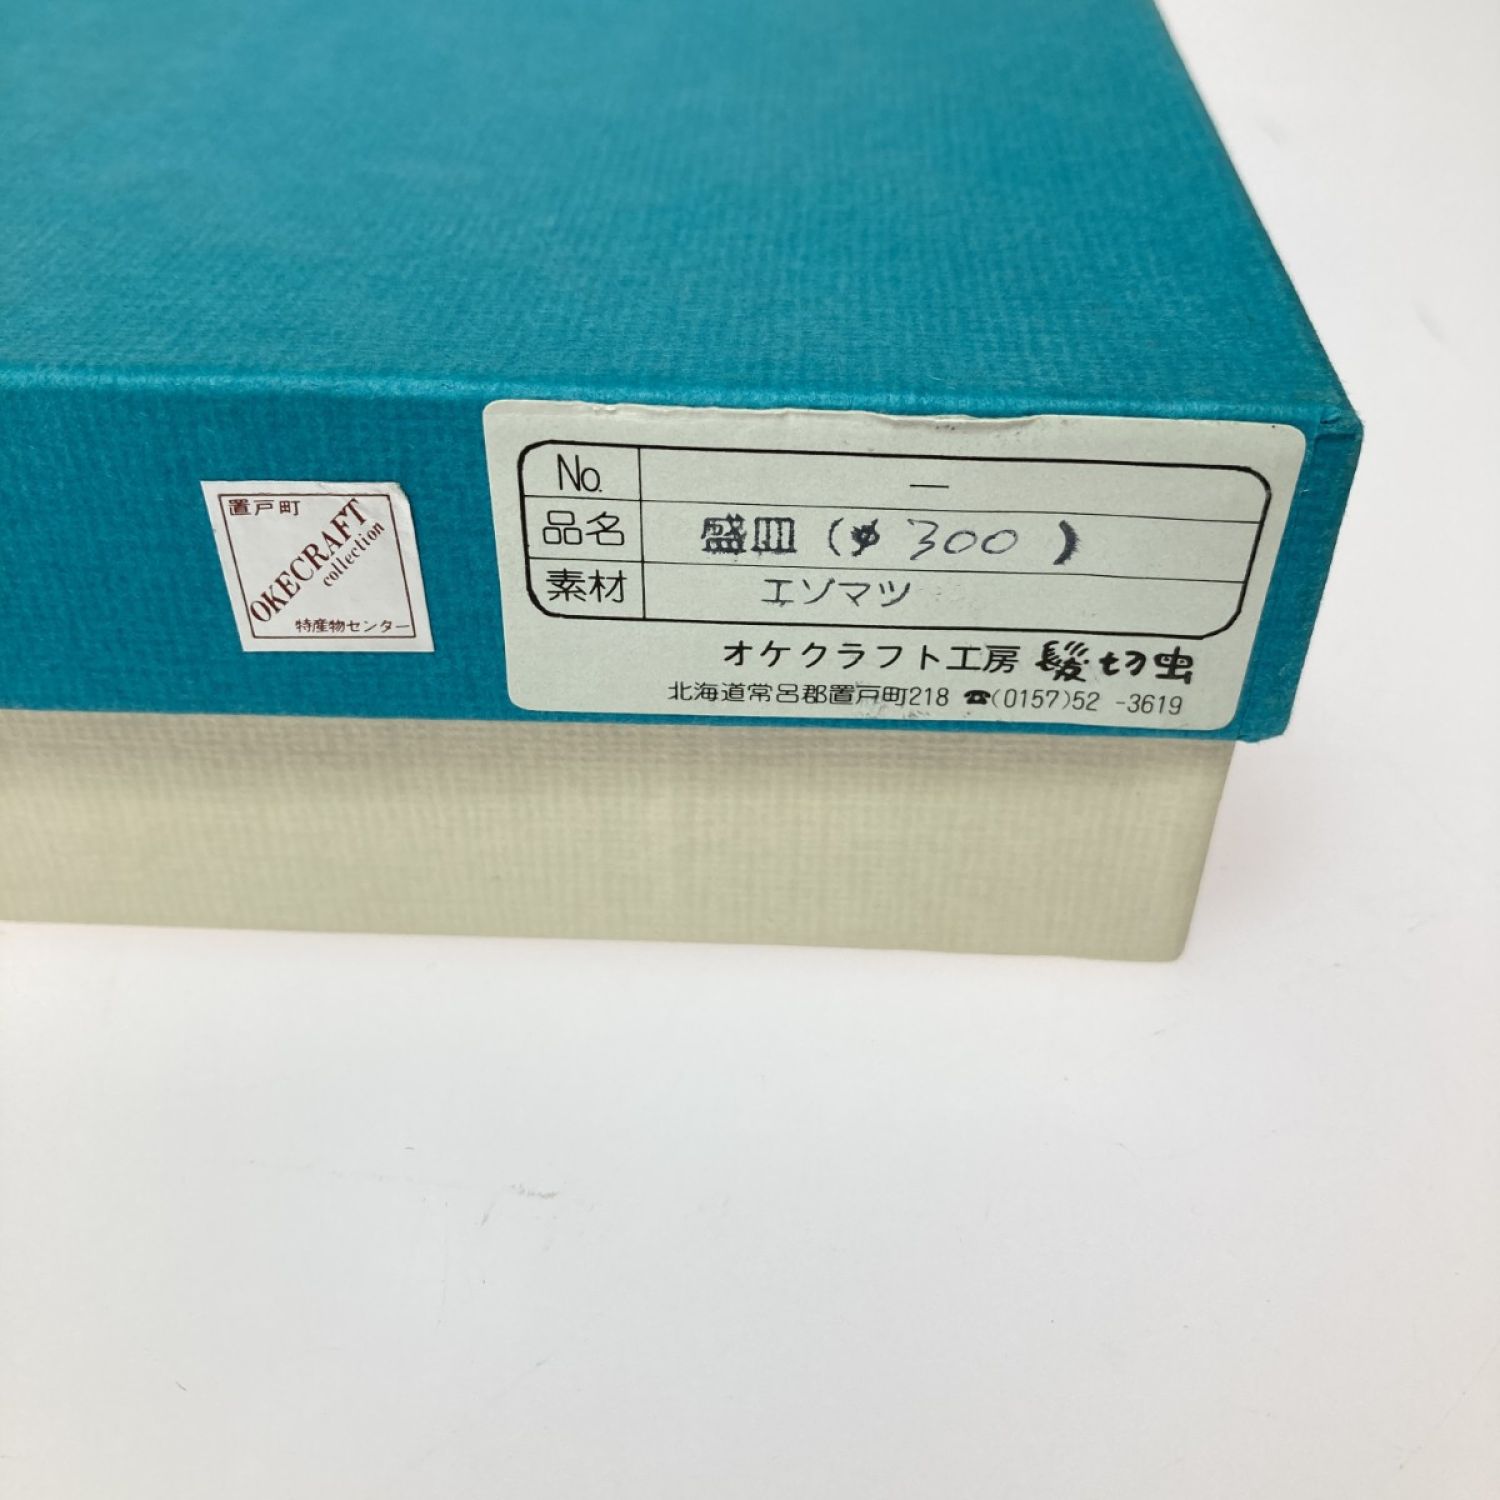 置戸町
OKECRAFT
collection
特産物センター
No. —
品名 盛皿(φ 300 )
素材 エゾマツ
オケクラフト工房 髪切虫
北海道常呂郡置戸町218 ☎(0157)52 -3619